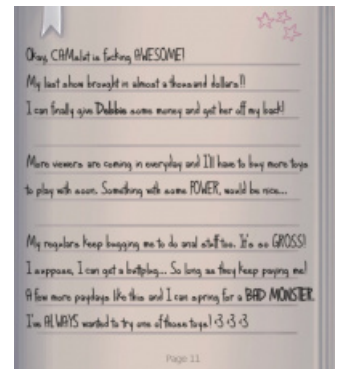 Okay, CAMelot is fucking AWESOME!
My last show brought in almost a thousand dollars!!
I can finally give Debbie some money and get her off my back!
More viewers are coming in everyday and I'll have to buy more toys
to play with soon. Something with some POWER, would be nice...
My regulars keep bugging me to do anal stuff too. It's so GROSS!
I suppose, I can get a buttplug... So long as they keep paying me!
A few more paydays like this and I can spring for a BAD MONSTER.
I've ALWAYS wanted to try one of those toys! <3 <3 <3
Page 11